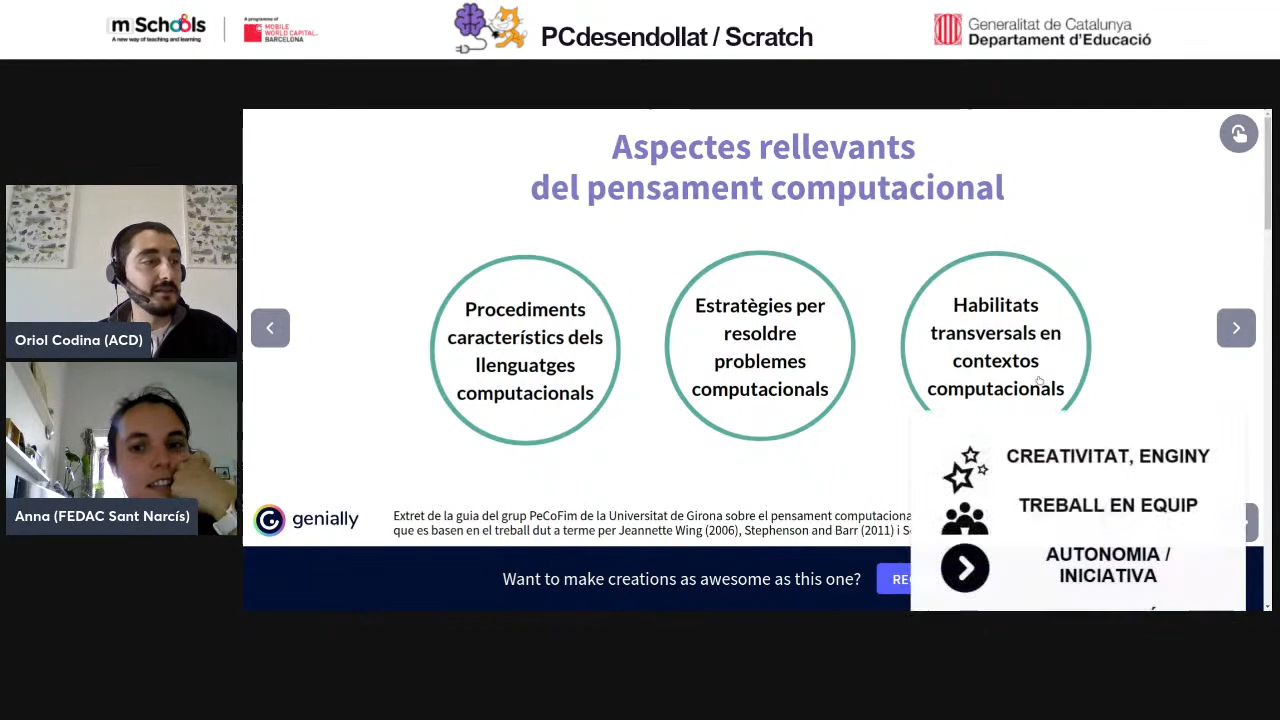 mSchools
A new way of teaching and learning
A programme of
MOBILE
WORLD CAPITAL
BARCELONA
PCdesendollat / Scratch
Generalitat de Catalunya
Departament d'Educació
Aspectes rellevants
del pensament computacional
Procediments
característics dels
llenguatges
computacionals
Estratègies per
resoldre
problemes
computacionals
Habilitats
transversals en
contextos
computacionals
Oriol Codina (ACD)
Anna (FEDAC Sant Narcís)
CREATIVITAT, ENGINY
TREBALL EN EQUIP
AUTONOMIA /
INICIATIVA
genially
Extret de la guia del grup PeCoFim de la Universitat de Girona sobre el pensament computaciona
que es basen en el treball dut a terme per Jeannette Wing (2006), Stephenson and Barr (2011) i
Want to make creations as awesome as this one?